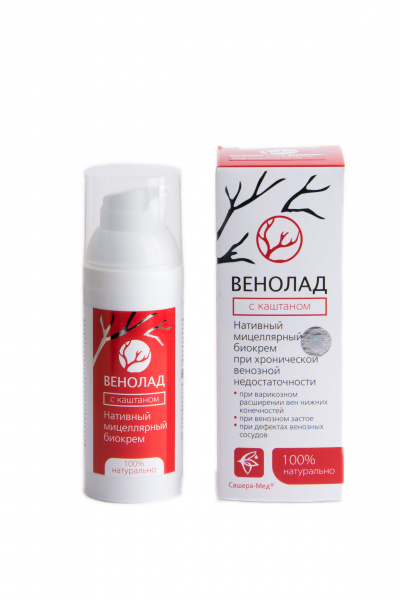 ВЕНОЛАД
с каштаном
Нативный
мицеллярный
биокрем
100%
натурально
ВЕНОЛАД
с каштаном
Нативный
мицеллярный
биокрем
при хронической
венозной
недостаточности
• при варикозном
расширении вен нижних
конечностей
• при венозном застое
• при дефектах венозных
сосудов
100%
натурально
Сашера-Мед®